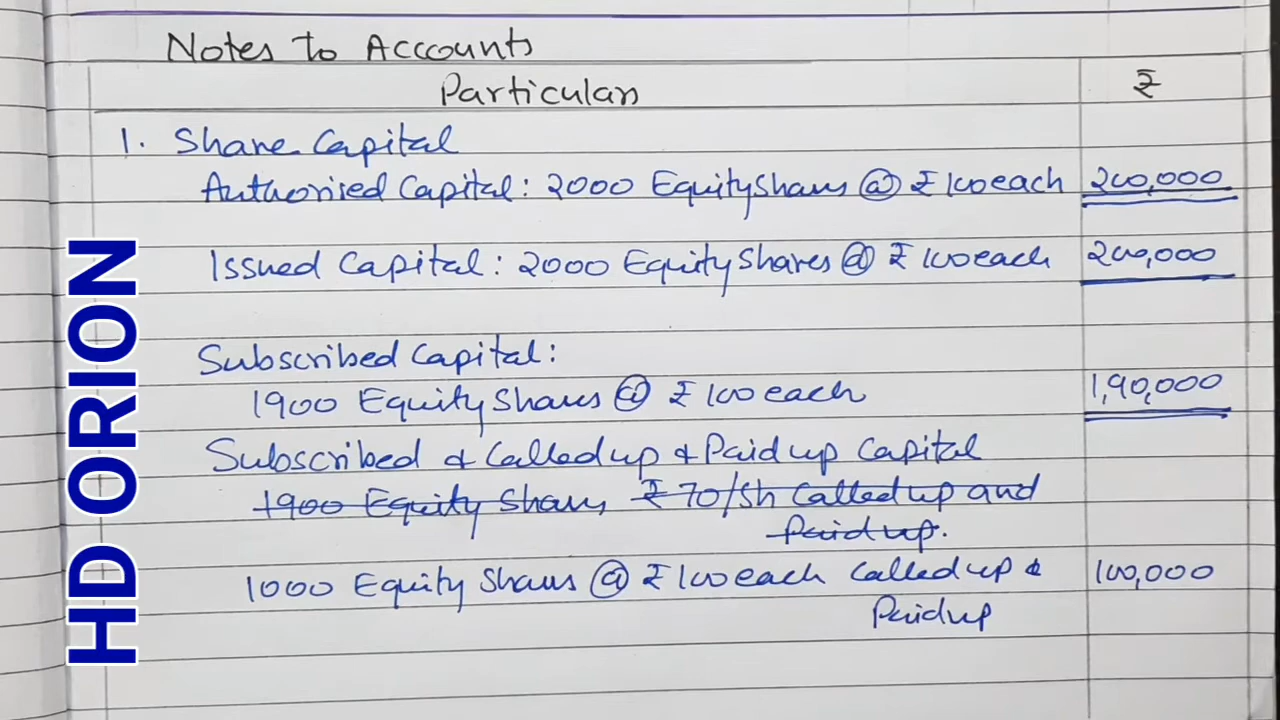 Notes to Accounts
Particulars ₹
1. Share Capital
Authorised Capital: 2000 Equity Shares @ ₹ 100 each 200,000
Issued Capital: 2000 Equity Shares @ ₹ 100 each 200,000
Subscribed Capital:
1900 Equity Shares @ ₹ 100 each 1,90,000
Subscribed & Called up & Paid up Capital
1900 Equity Shares ₹ 70/Sh Called up and
Paid up.
1000 Equity Shares @ ₹ 100 each Called up & 100,000
Paid up
HD ORION